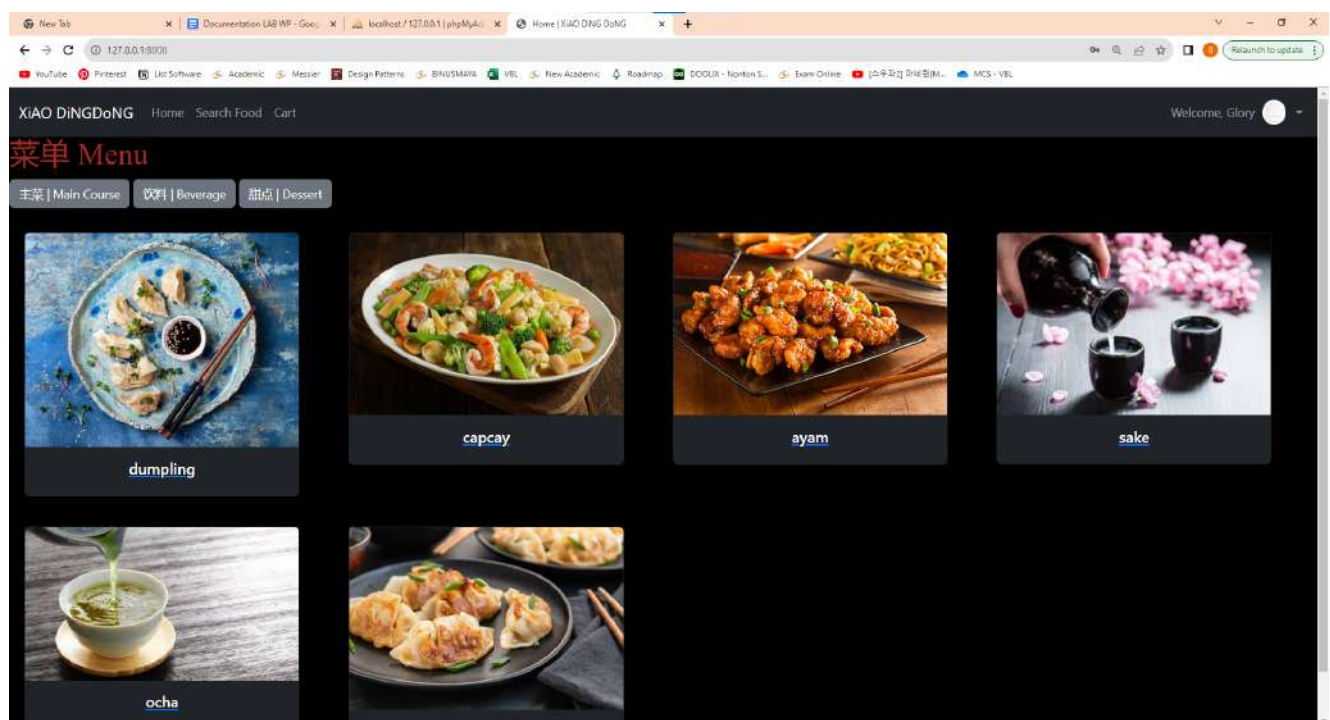 New Tab
Documentation LAB WP - Goog
localhost / 127.0.0.1 | phpMyAd
Home | XiAO DiNG DoNG
127.0.0.1:8000
Relaunch to update
YouTube Pinterest List Software Academic Messier Design Patterns BINUSMAYA VBL New Academic Roadmap DOOLIX - Nonton S... Exam Online MCS - VBL
XiAO DiNGDoNG Home Search Food Cart Welcome, Glory
菜单 Menu
主菜 | Main Course 饮料 | Beverage 甜点 | Dessert
dumpling
capcay
ayam
sake
ocha